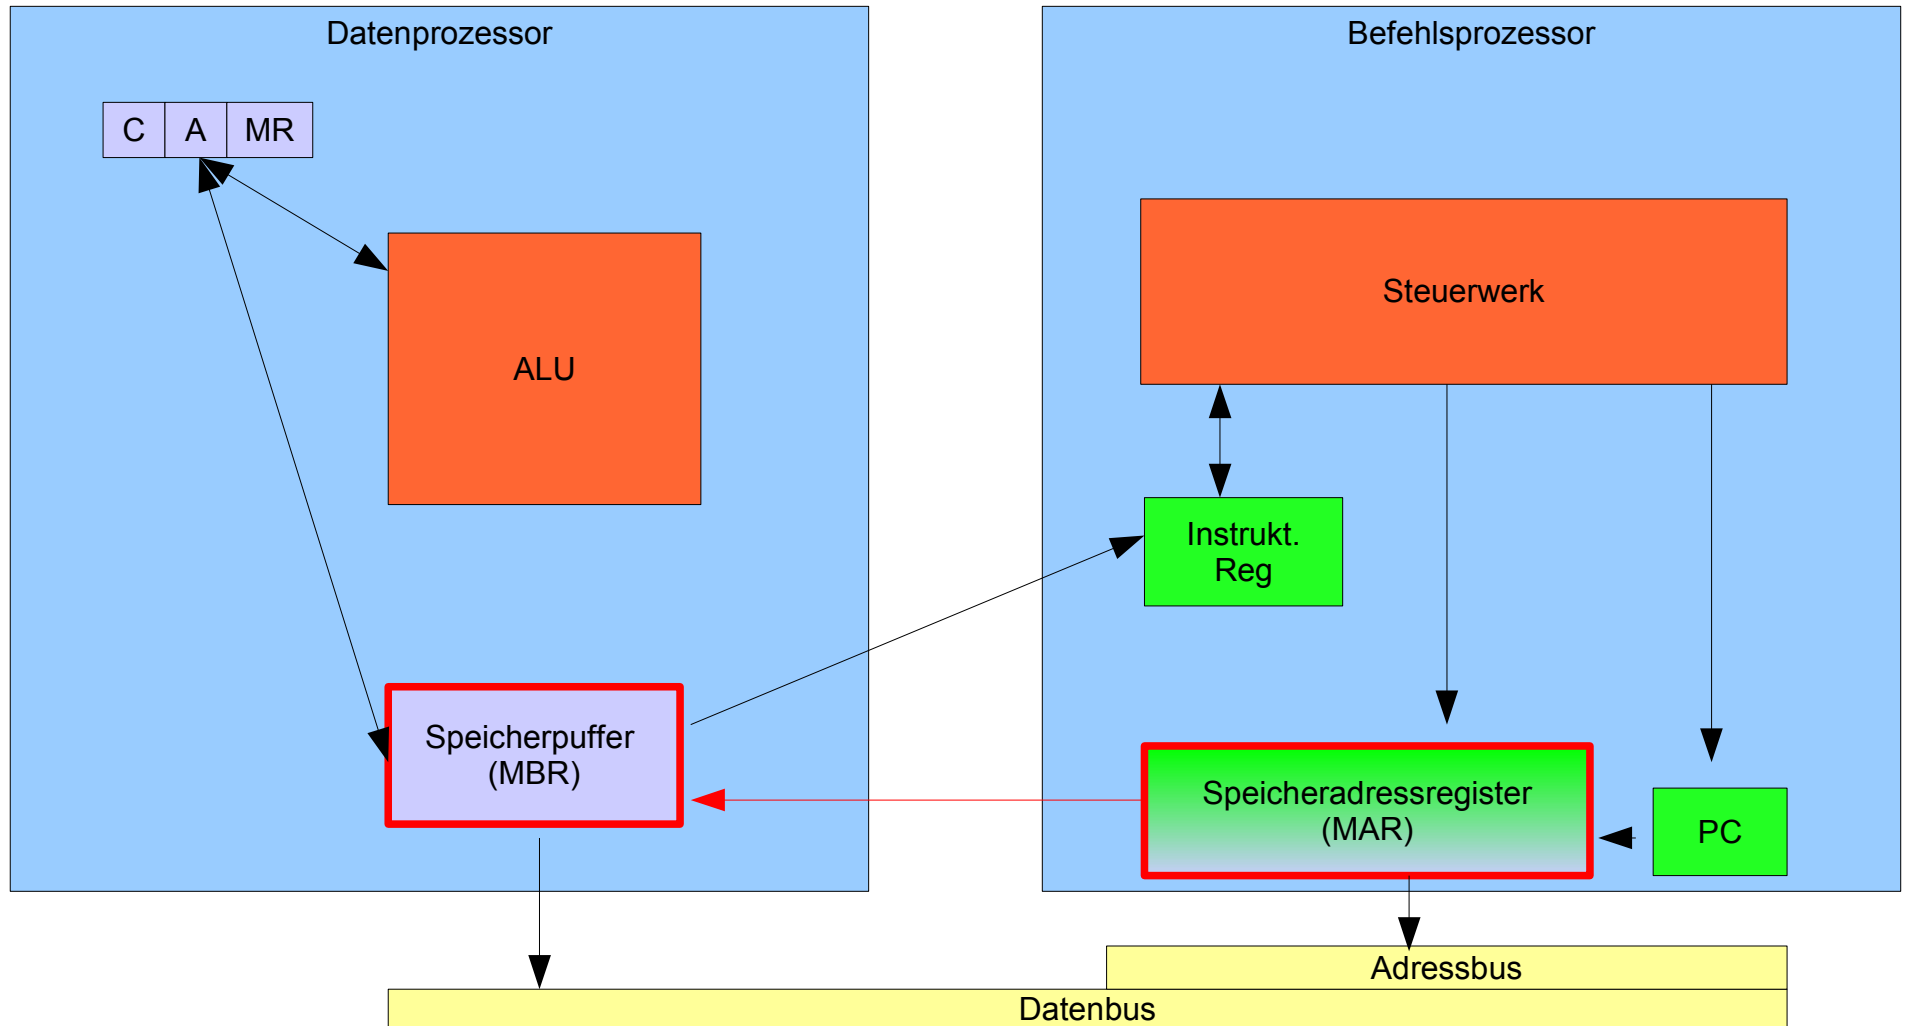 Datenprozessor
Befehlsprozessor
C A MR
Steuerwerk
ALU
Instrukt.
Reg
Speicherpuffer
(MBR)
Speicheradressregister
(MAR)
PC
Adressbus
Datenbus